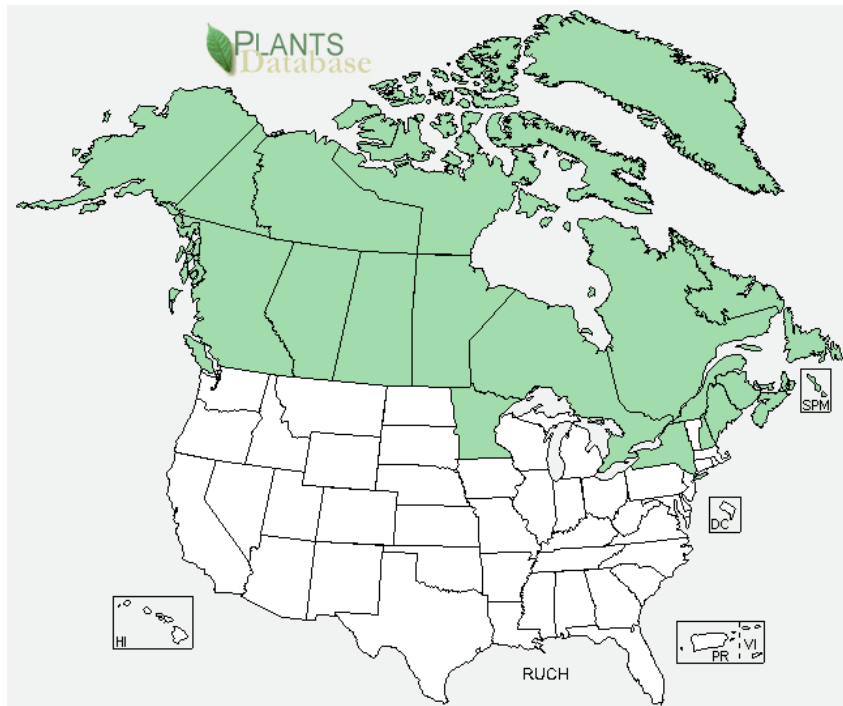 PLANTS
Database
SPM
DC
HI
PR
VI
RUCH